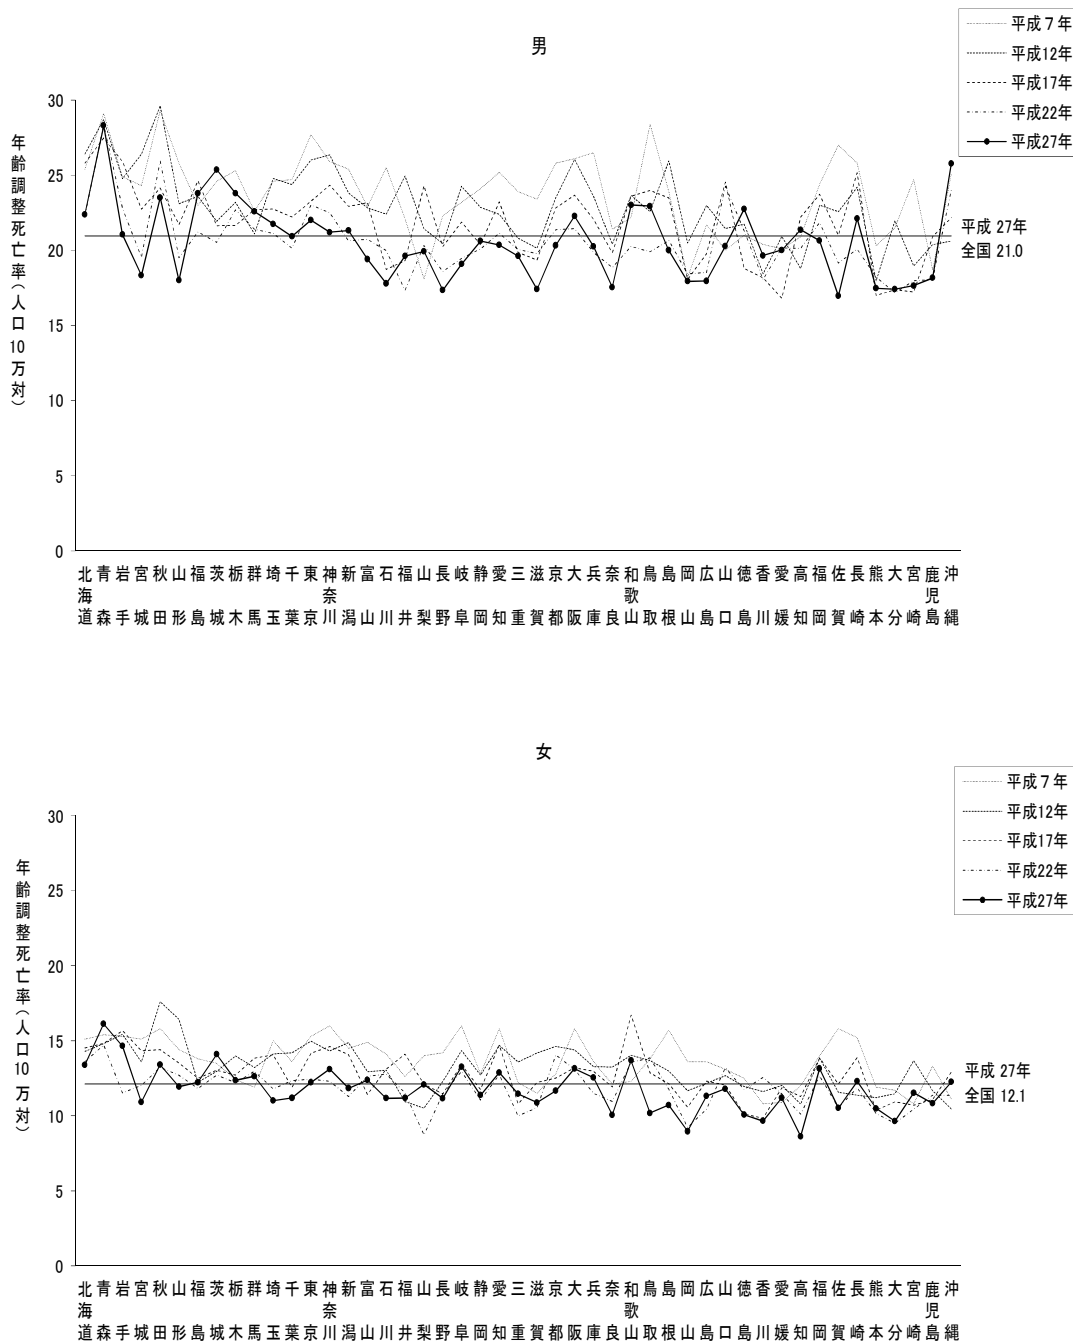 男
平成７年
平成12年
平成17年
平成22年
平成27年
年齢調整死亡率（人口10万対）
30
25
20
15
10
5
0
平成 27年
全国 21.0
北海道 青森 岩手 宮城 秋田 山形 福島 茨城 栃木 群馬 埼玉 千葉 東京 神奈川 新潟 富山 石川 福井 山梨 長野 岐阜 静岡 愛知 三重 滋賀 京都 大阪 兵庫 奈良 和歌山 鳥取 島根 岡山 広島 山口 徳島 香川 愛媛 高知 福岡 佐賀 長崎 熊本 大分 宮崎 鹿児島 沖縄
女
平成７年
平成12年
平成17年
平成22年
平成27年
年齢調整死亡率（人口10万対）
30
25
20
15
10
5
0
平成 27年
全国 12.1
北海道 青森 岩手 宮城 秋田 山形 福島 茨城 栃木 群馬 埼玉 千葉 東京 神奈川 新潟 富山 石川 福井 山梨 長野 岐阜 静岡 愛知 三重 滋賀 京都 大阪 兵庫 奈良 和歌山 鳥取 島根 岡山 広島 山口 徳島 香川 愛媛 高知 福岡 佐賀 長崎 熊本 大分 宮崎 鹿児島 沖縄